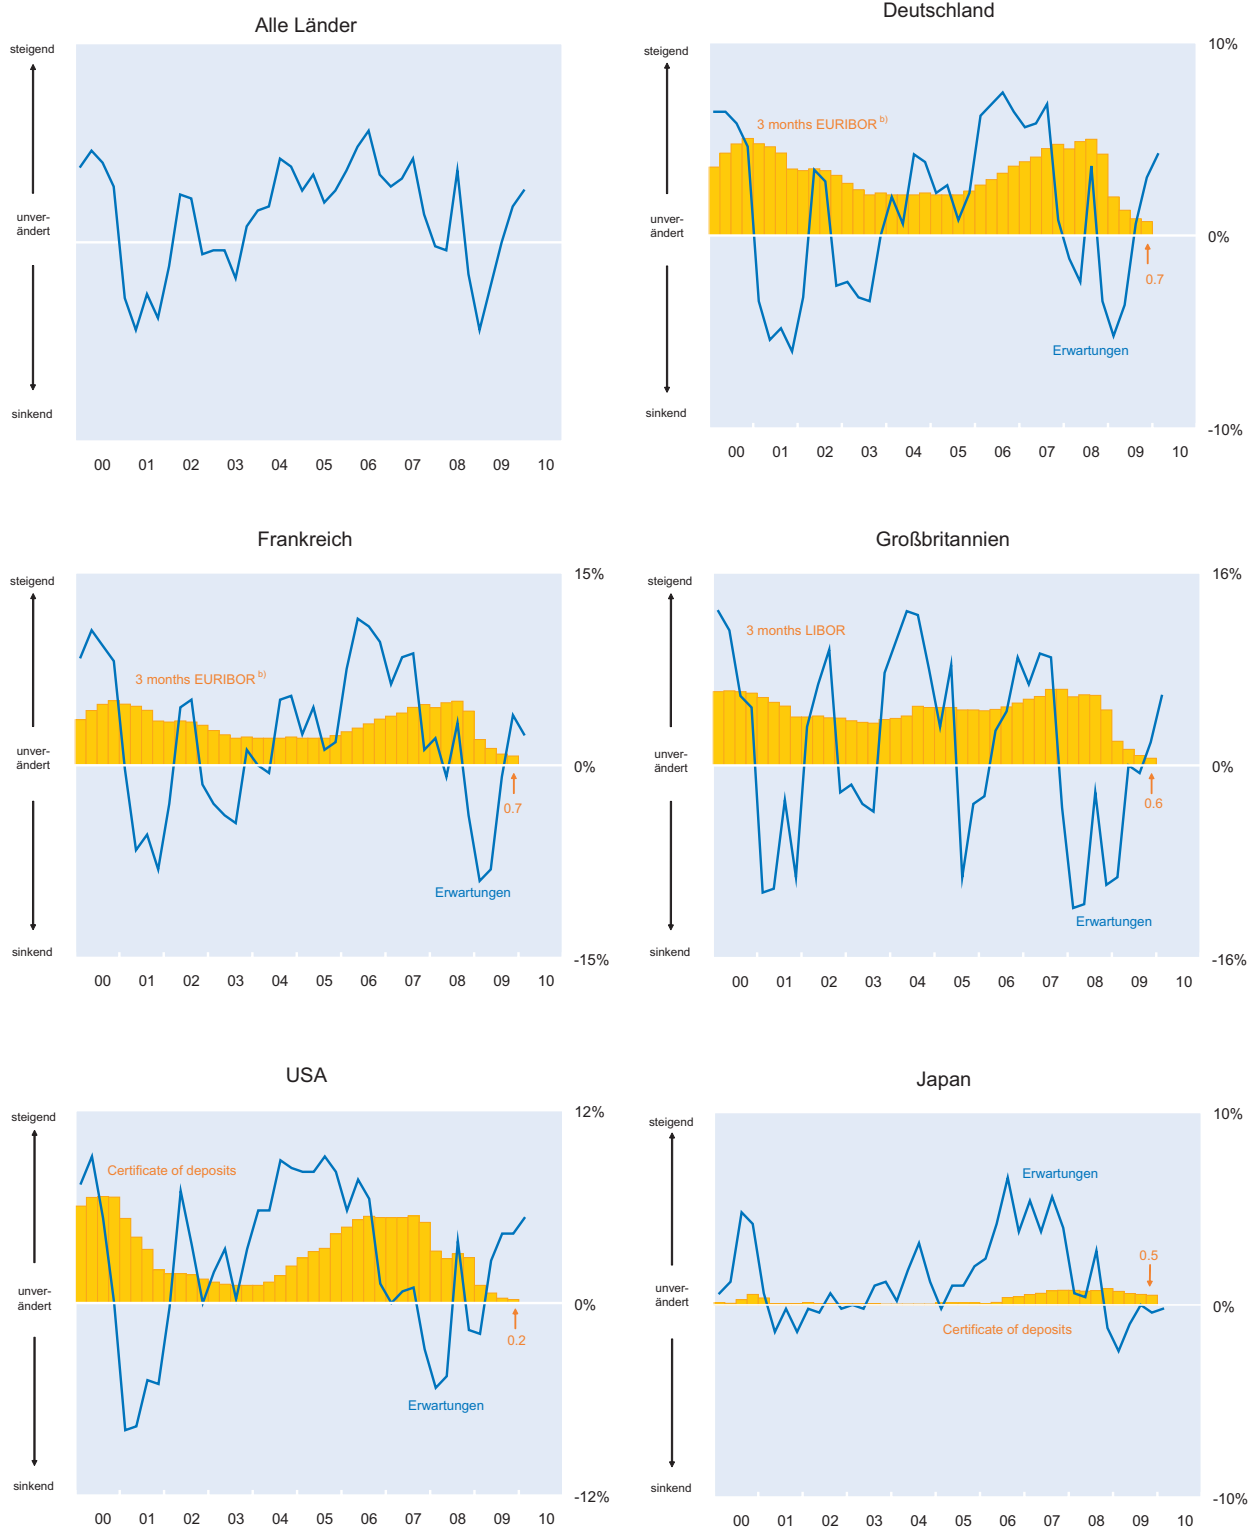 Alle Länder
steigend
unver-
ändert
sinkend
00 01 02 03 04 05 06 07 08 09 10
Deutschland
steigend
10%
3 months EURIBOR b)
unver-
ändert
0%
0.7
Erwartungen
sinkend
-10%
00 01 02 03 04 05 06 07 08 09 10
Frankreich
steigend
15%
3 months EURIBOR b)
unver-
ändert
0%
0.7
Erwartungen
sinkend
-15%
00 01 02 03 04 05 06 07 08 09 10
Großbritannien
steigend
16%
3 months LIBOR
unver-
ändert
0%
0.6
Erwartungen
sinkend
-16%
00 01 02 03 04 05 06 07 08 09 10
USA
steigend
12%
Certificate of deposits
unver-
ändert
0%
0.2
Erwartungen
sinkend
-12%
00 01 02 03 04 05 06 07 08 09 10
Japan
steigend
10%
Erwartungen
0.5
unver-
ändert
0%
Certificate of deposits
sinkend
-10%
00 01 02 03 04 05 06 07 08 09 10